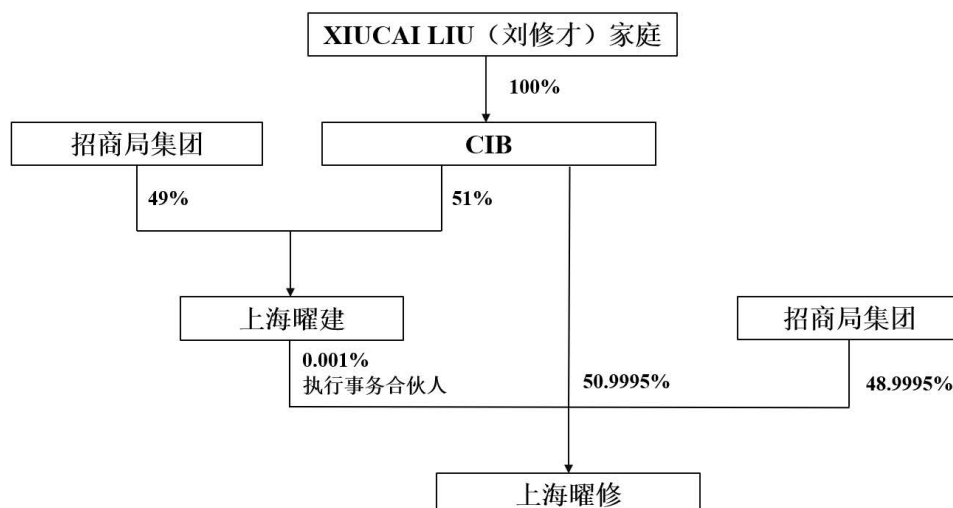 XIUCAI LIU（刘修才）家庭
100%
招商局集团
CIB
49%
51%
上海曜建
招商局集团
0.001%
执行事务合伙人
50.9995%
48.9995%
上海曜修